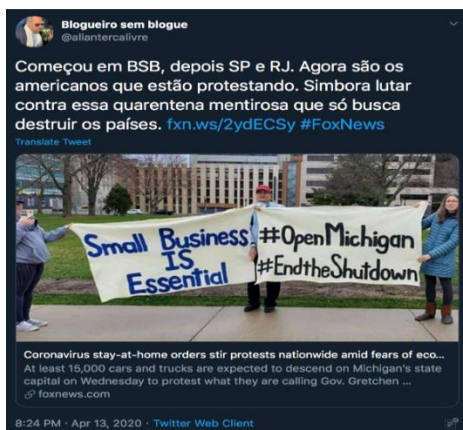 Blogueiro sem blogue
@allantercalivre
Começou em BSB, depois SP e RJ. Agora são os
americanos que estão protestando. Simbora lutar
contra essa quarentena mentirosa que só busca
destruir os países. fxn.ws/2ydECSy #FoxNews
Translate Tweet
Small Business
IS
Essential
#OpenMichigan
#EndtheShutdown
Coronavirus stay-at-home orders stir protests nationwide amid fears of eco...
At least 15,000 cars and trucks are expected to descend on Michigan's state
capital on Wednesday to protest what they are calling Gov. Gretchen ...
foxnews.com
8:24 PM · Apr 13, 2020 · Twitter Web Client